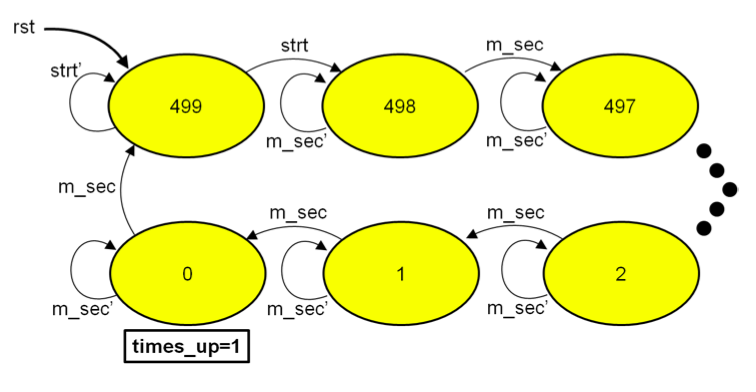 rst
strt
m_sec
strt’
499
498
497
m_sec’
m_sec’
m_sec
m_sec
m_sec
0
1
2
m_sec’
m_sec’
m_sec’
times_up=1